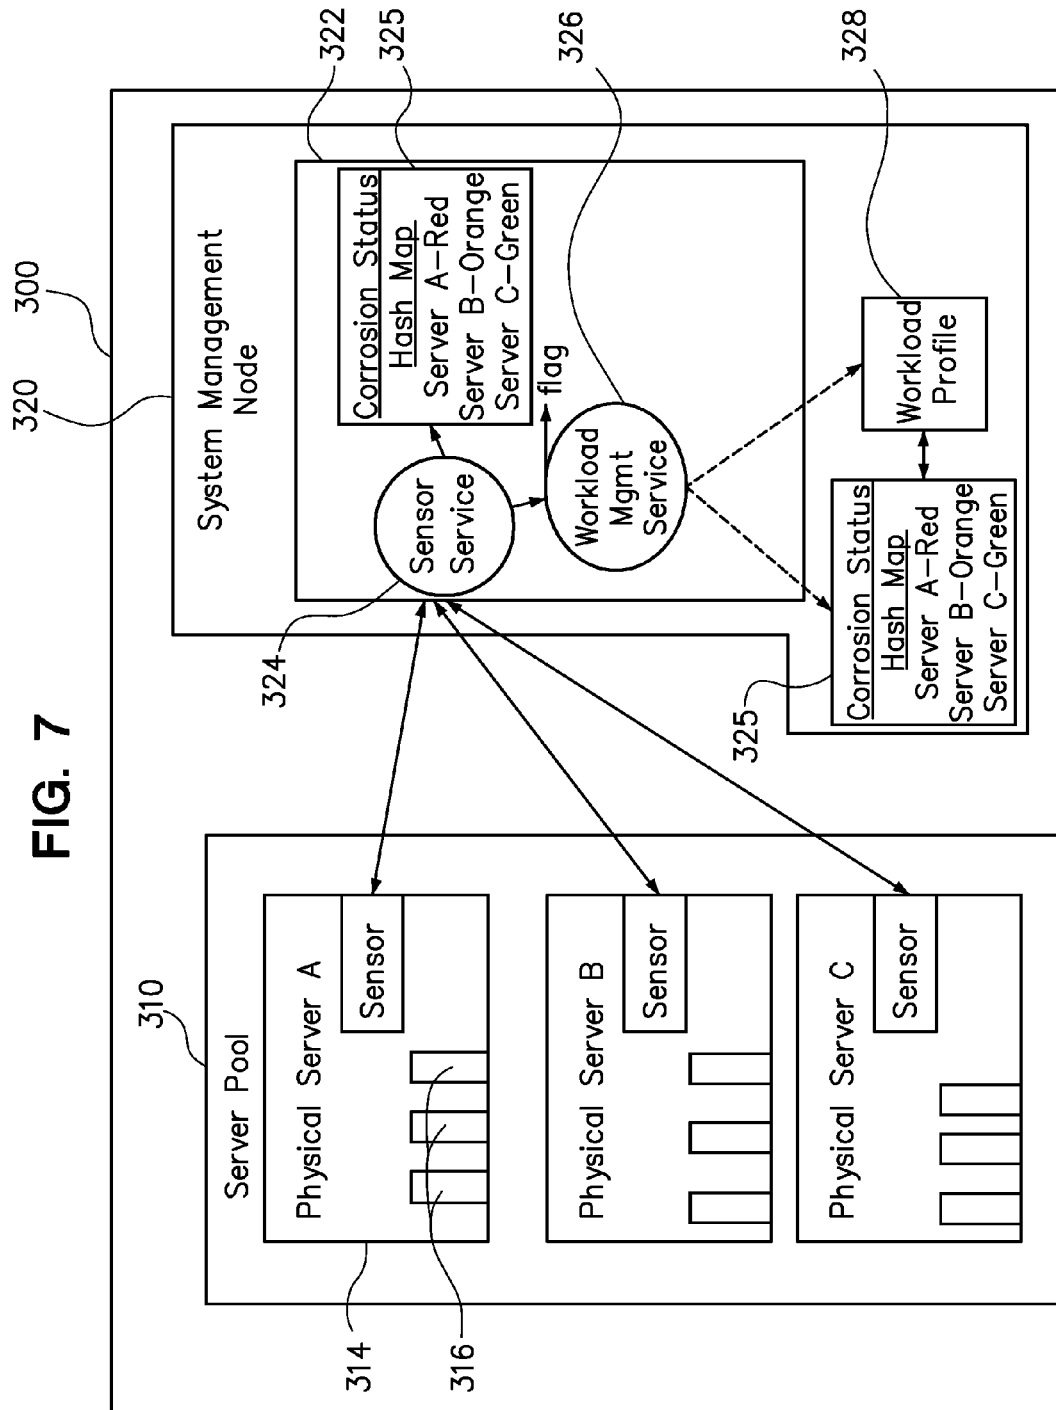 FIG. 7
300
310
Server Pool
314
Physical Server A
316
Sensor
Physical Server B
Sensor
Physical Server C
Sensor
320
System Management
Node
322
324
Sensor
Service
325
Corrosion Status
Hash Map
Server A-Red
Server B-Orange
Server C-Green
flag
326
Workload
Mgmt
Service
325
Corrosion Status
Hash Map
Server A-Red
Server B-Orange
Server C-Green
328
Workload
Profile